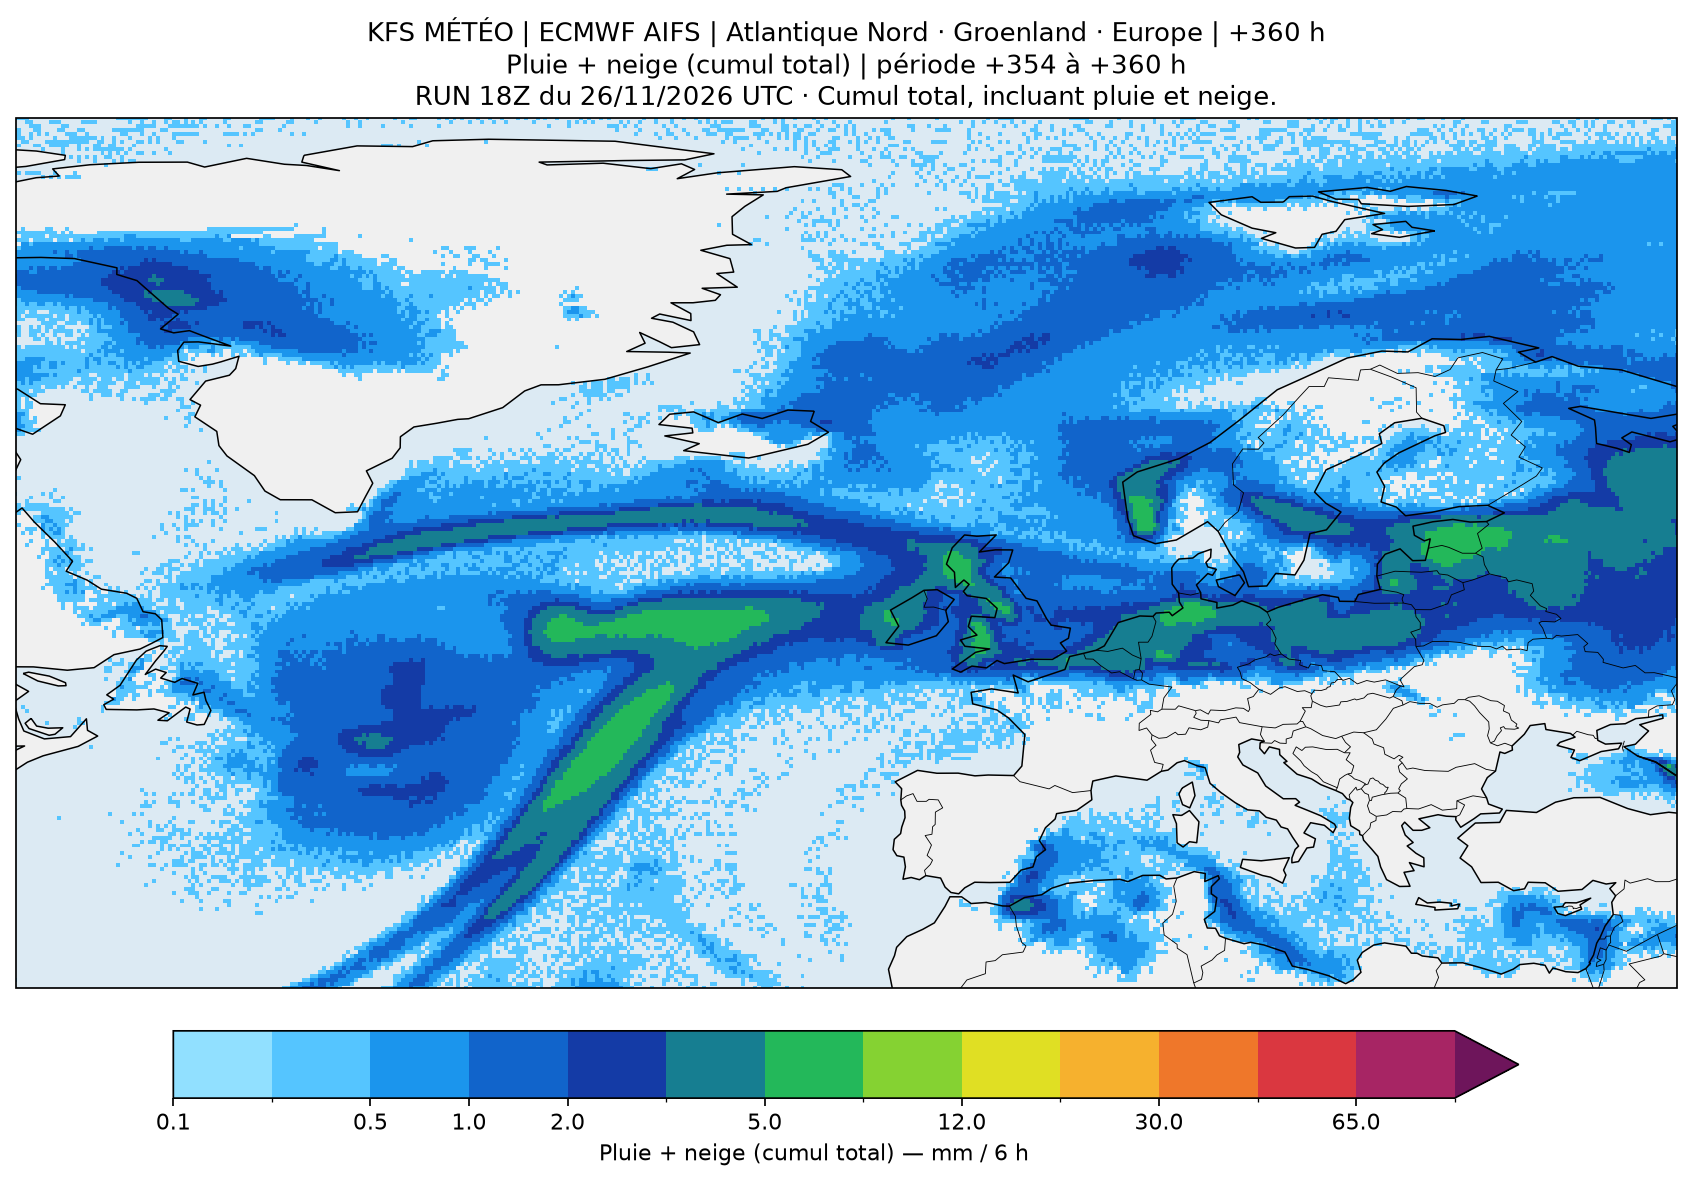 KFS MÉTÉO | ECMWF AIFS | Atlantique Nord · Groenland · Europe | +360 h
Pluie + neige (cumul total) | période +354 à +360 h
RUN 18Z du 26/11/2026 UTC · Cumul total, incluant pluie et neige.
0.1 0.5 1.0 2.0 5.0 12.0 30.0 65.0
Pluie + neige (cumul total) — mm / 6 h